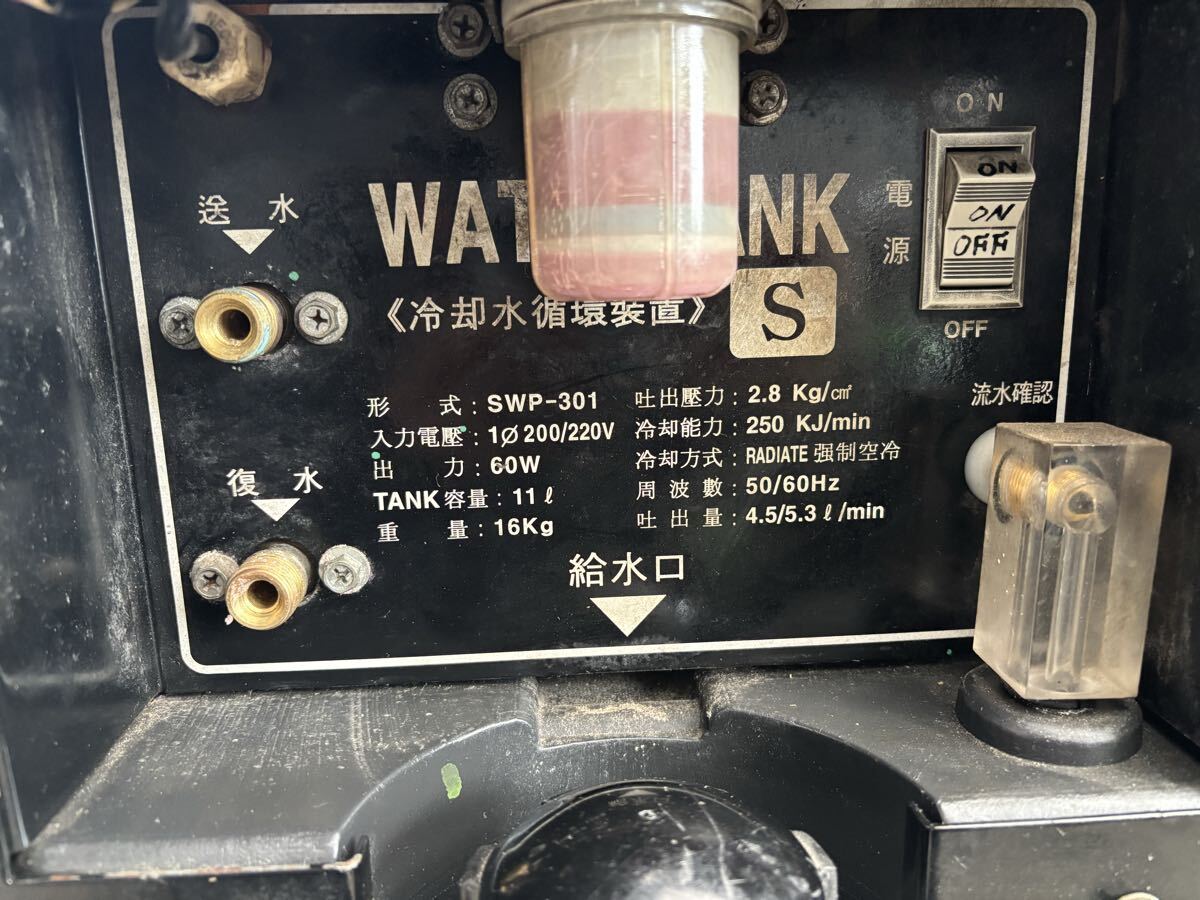 ON
電源
ON
ON
OFF
OFF
送 水
WAT ANK
《冷却水循環裝置》
S
形 式 : SWP-301
入力電壓 : 1Ø 200/220V
出 力 : 60W
TANK 容量 : 11ℓ
重 量 : 16Kg
吐出壓力 : 2.8 Kg/c㎡
冷却能力 : 250 KJ/min
冷却方式 : RADIATE 强制空冷
周 波 數 : 50/60Hz
吐 出 量 : 4.5/5.3 ℓ/min
流水確認
復 水
給水口